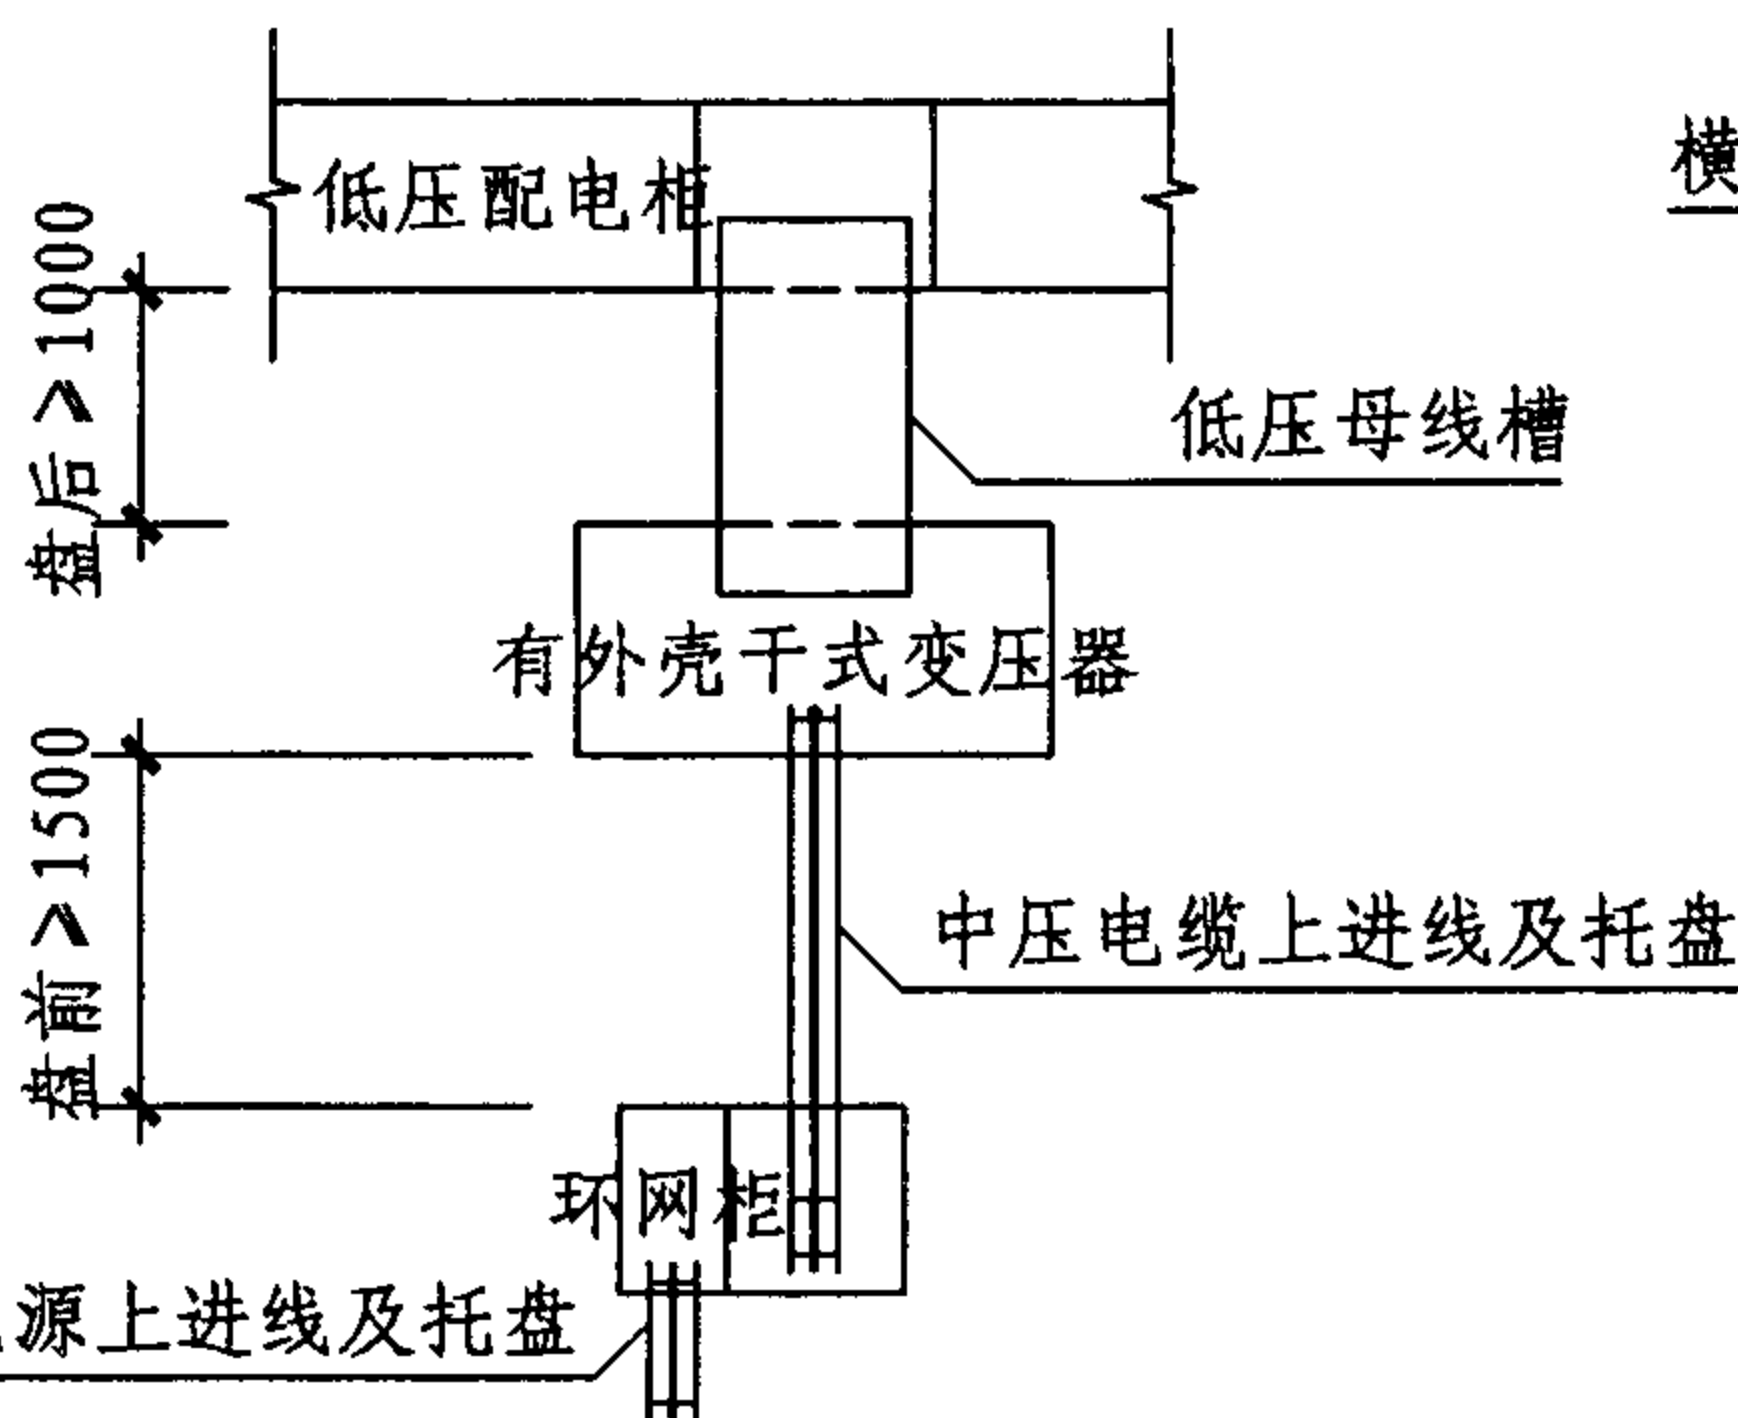 横
低压配电柜
盘后⩾1000
低压母线槽
有外壳干式变压器
盘前⩾1500
中压电缆上进线及托盘
环网柜
源上进线及托盘